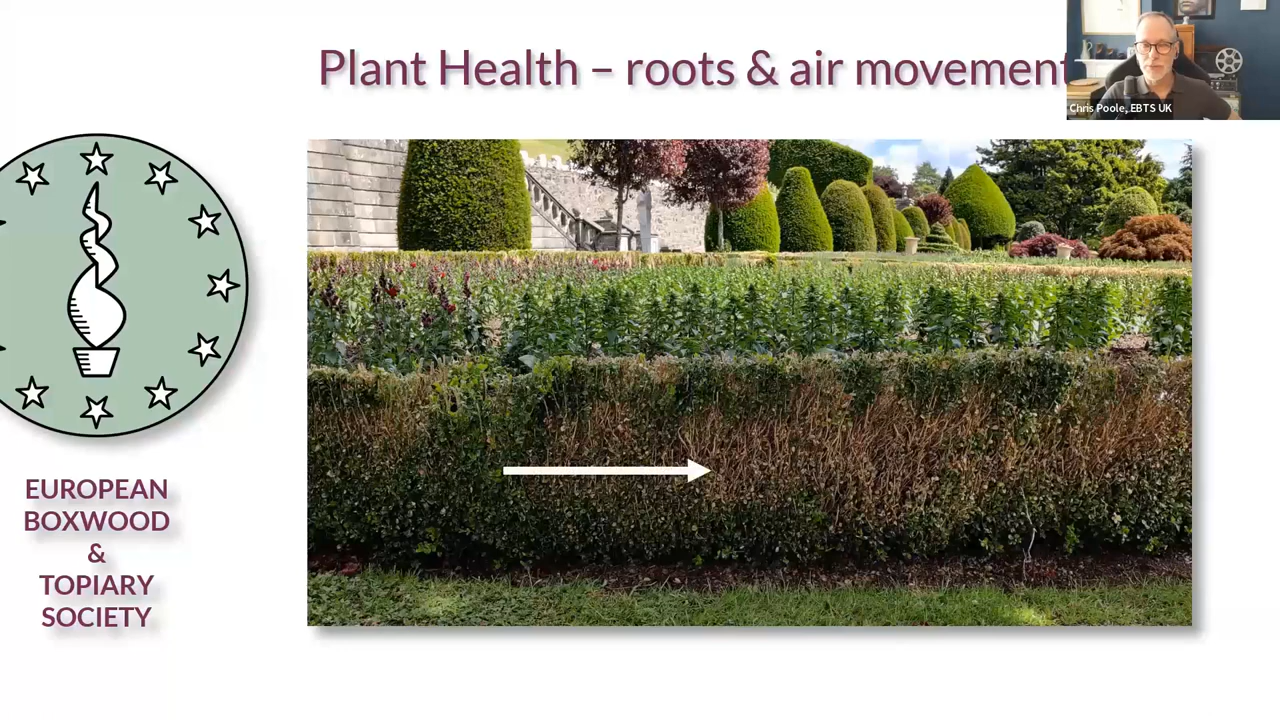 Plant Health – roots & air movement
Chris Poole, EBTS UK
EUROPEAN
BOXWOOD
&
TOPIARY
SOCIETY